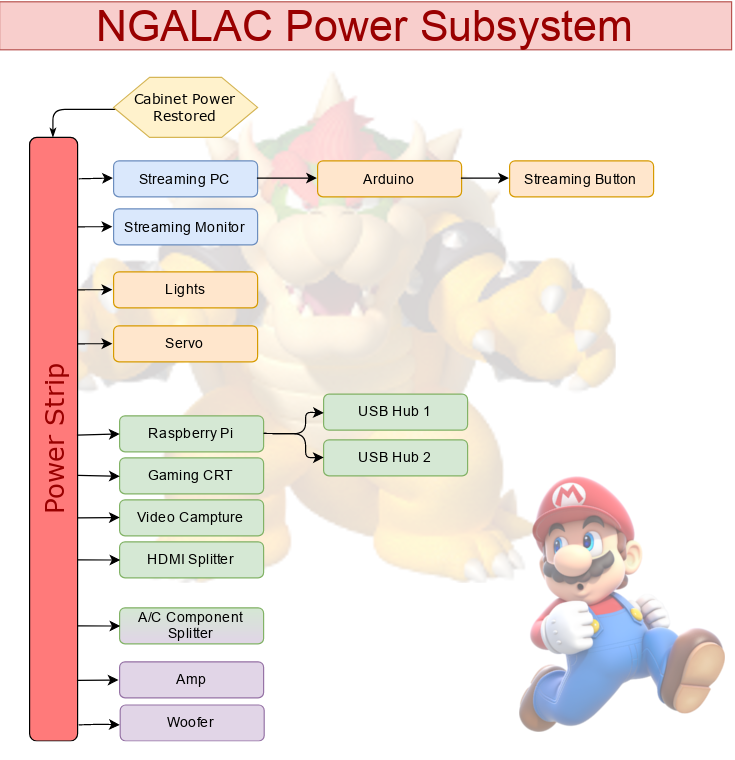 NGALAC Power Subsystem
Cabinet Power
Restored
Streaming PC
Arduino
Streaming Button
Streaming Monitor
Lights
Servo
Power Strip
Raspberry Pi
USB Hub 1
USB Hub 2
Gaming CRT
Video Campture
HDMI Splitter
A/C Component
Splitter
Amp
Woofer
M